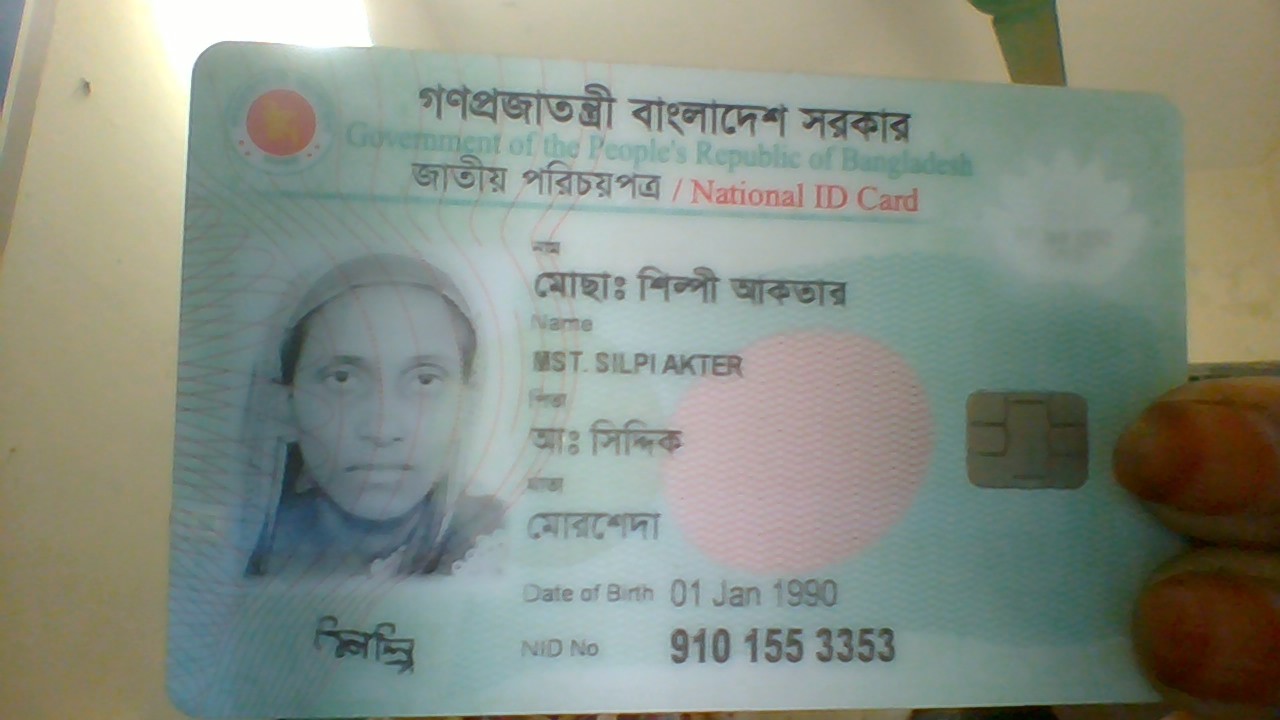 গণপ্রজাতন্ত্রী বাংলাদেশ সরকার
Government of the People's Republic of Bangladesh
জাতীয় পরিচয়পত্র / National ID Card
নাম
মোছাঃ শিল্পী আকতার
Name
MST. SILPI AKTER
পিতা
আঃ সিদ্দিক
মাতা
মোরশেদা
Date of Birth 01 Jan 1990
NID No 910 155 3353